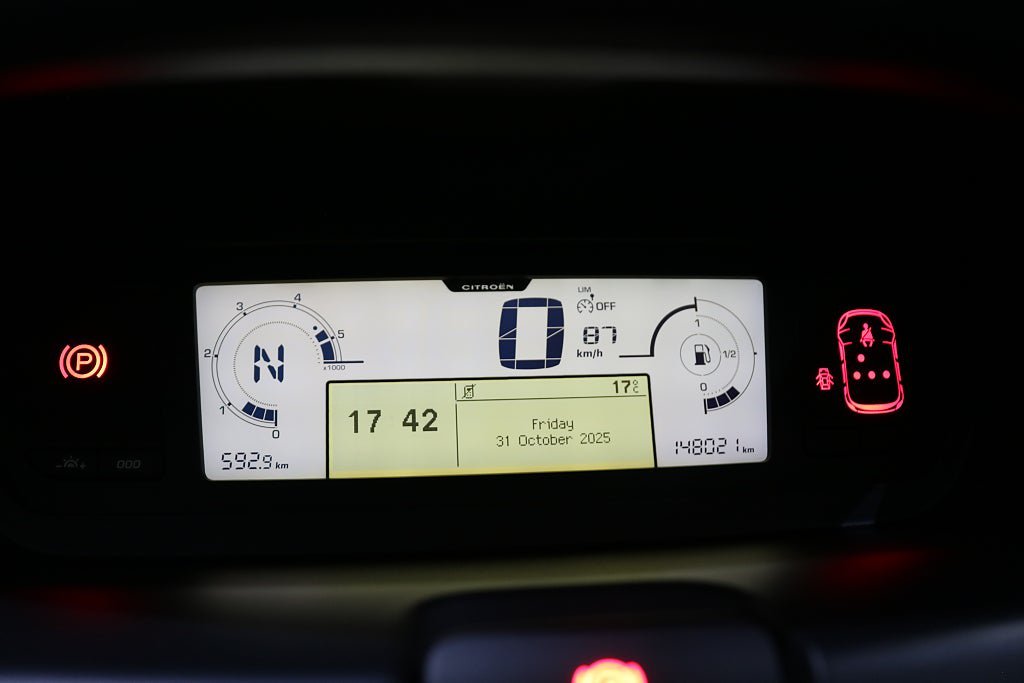 CITROËN
LIM
OFF
0
87
km/h
N
0
1
2
3
4
5
x1000
1
1/2
0
P
17 42
17°C
Friday
31 October 2025
592.9 km
148021 km
000